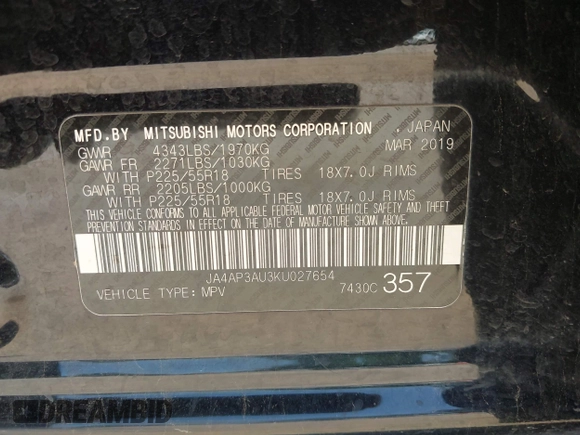 MFD.BY MITSUBISHI MOTORS CORPORATION , JAPAN
GVWR 4343LBS/1970KG MAR 2019
GAWR FR 2271LBS/1030KG
WITH P225/55R18 TIRES 18X7.0J RIMS
GAWR RR 2205LBS/1000KG
WITH P225/55R18 TIRES 18X7.0J RIMS
THIS VEHICLE CONFORMS TO ALL APPLICABLE FEDERAL MOTOR VEHICLE SAFETY AND THEFT
PREVENTION STANDARDS IN EFFECT ON THE DATE OF MANUFACTURE SHOWN ABOVE.
JA4AP3AU3KU027654
VEHICLE TYPE: MPV 7430C 357
DREAMBID